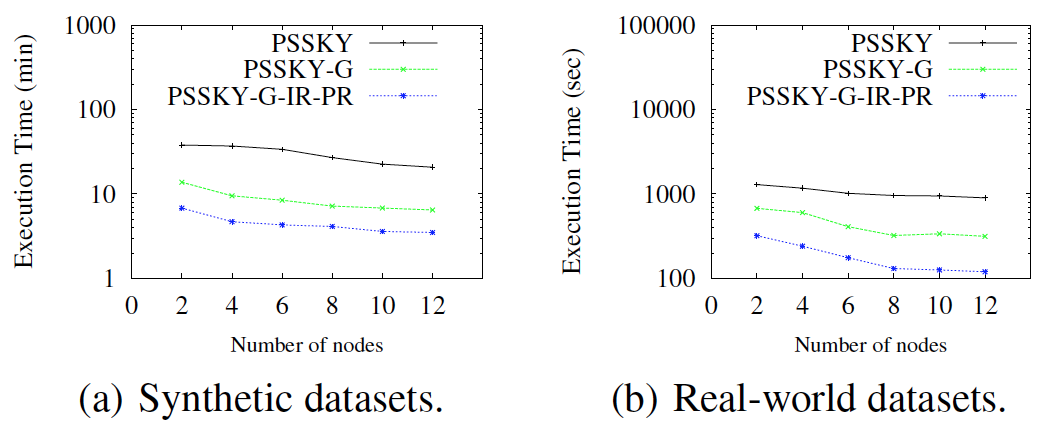 1000
100
10
1
Execution Time (min)
PSSKY
PSSKY-G
PSSKY-G-IR-PR
0 2 4 6 8 10 12
Number of nodes
(a) Synthetic datasets.
100000
10000
1000
100
Execution Time (sec)
PSSKY
PSSKY-G
PSSKY-G-IR-PR
0 2 4 6 8 10 12
Number of nodes
(b) Real-world datasets.